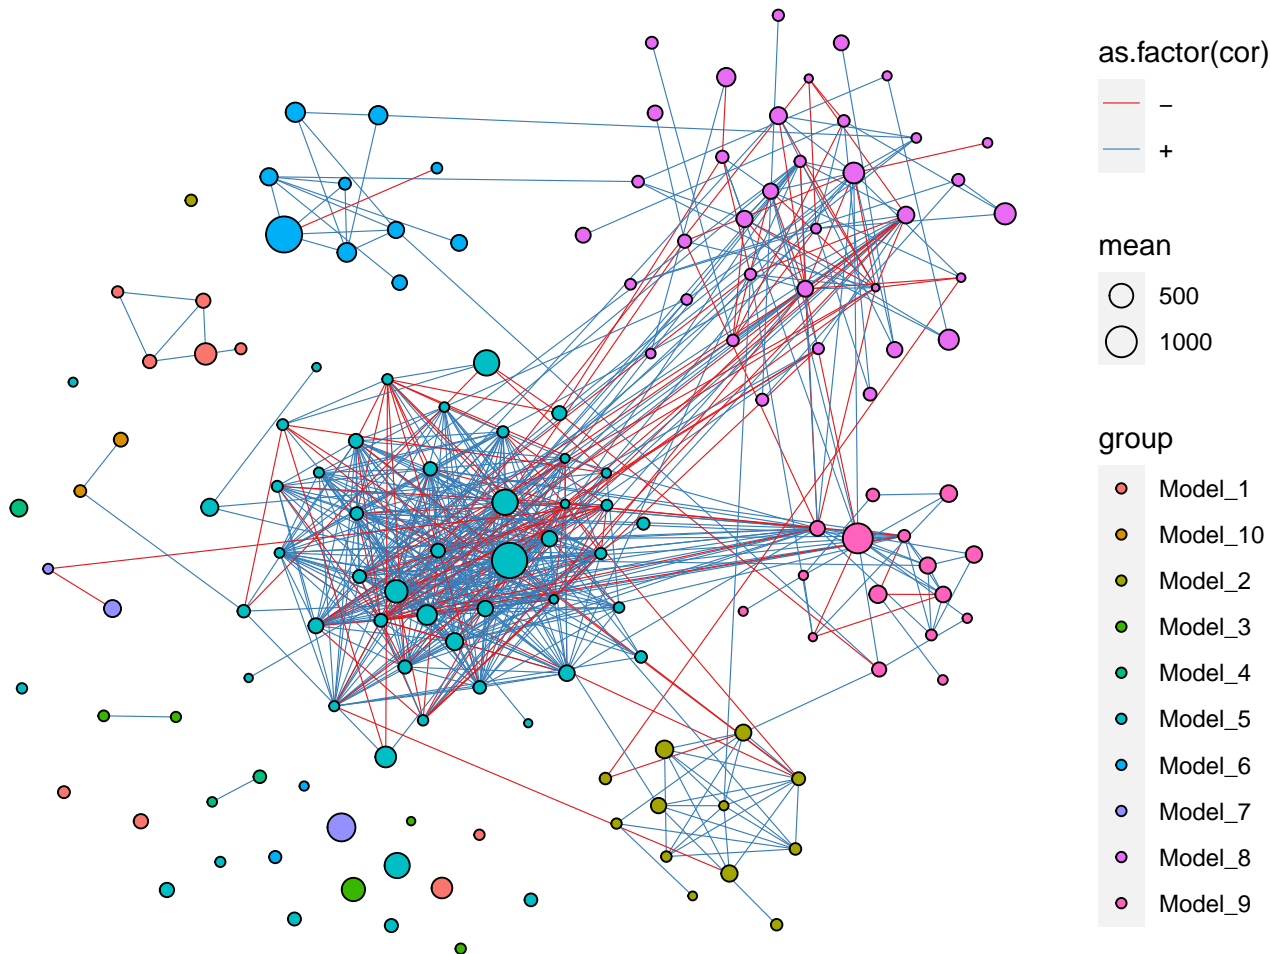 as.factor(cor)
−
+
mean
500
1000
group
Model_1
Model_10
Model_2
Model_3
Model_4
Model_5
Model_6
Model_7
Model_8
Model_9